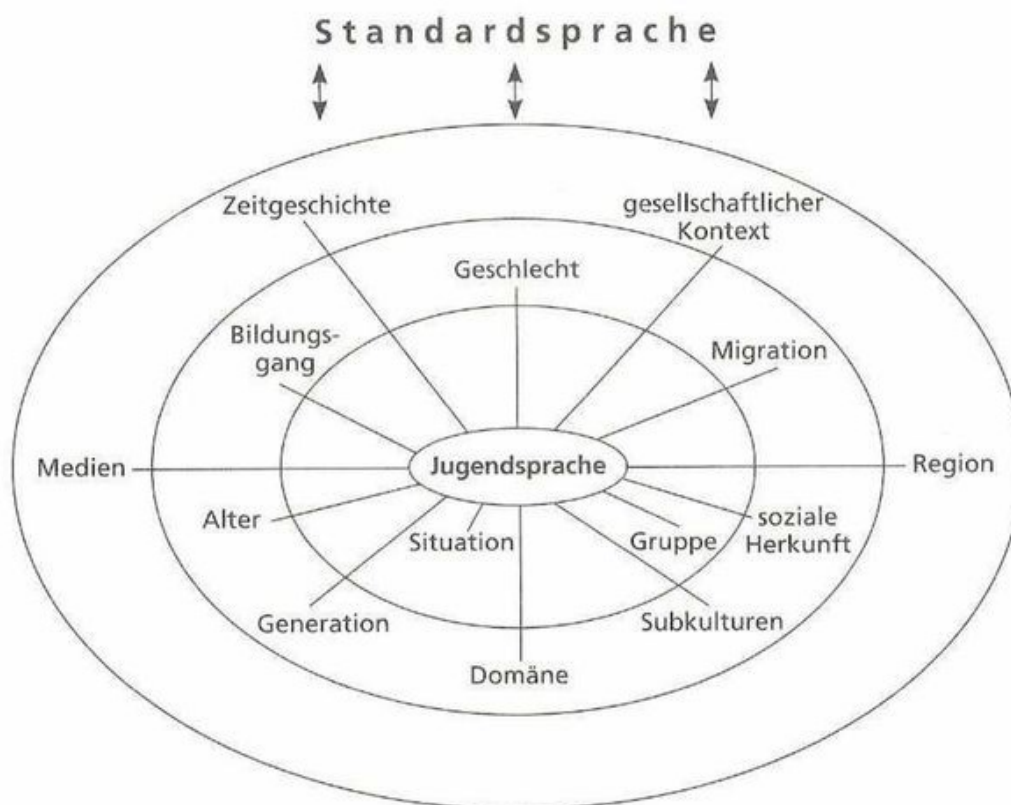 Standardsprache
Zeitgeschichte
gesellschaftlicher
Kontext
Geschlecht
Bildungs-
gang
Migration
Medien
Jugendsprache
Region
Alter
Situation
Gruppe
soziale
Herkunft
Generation
Subkulturen
Domäne